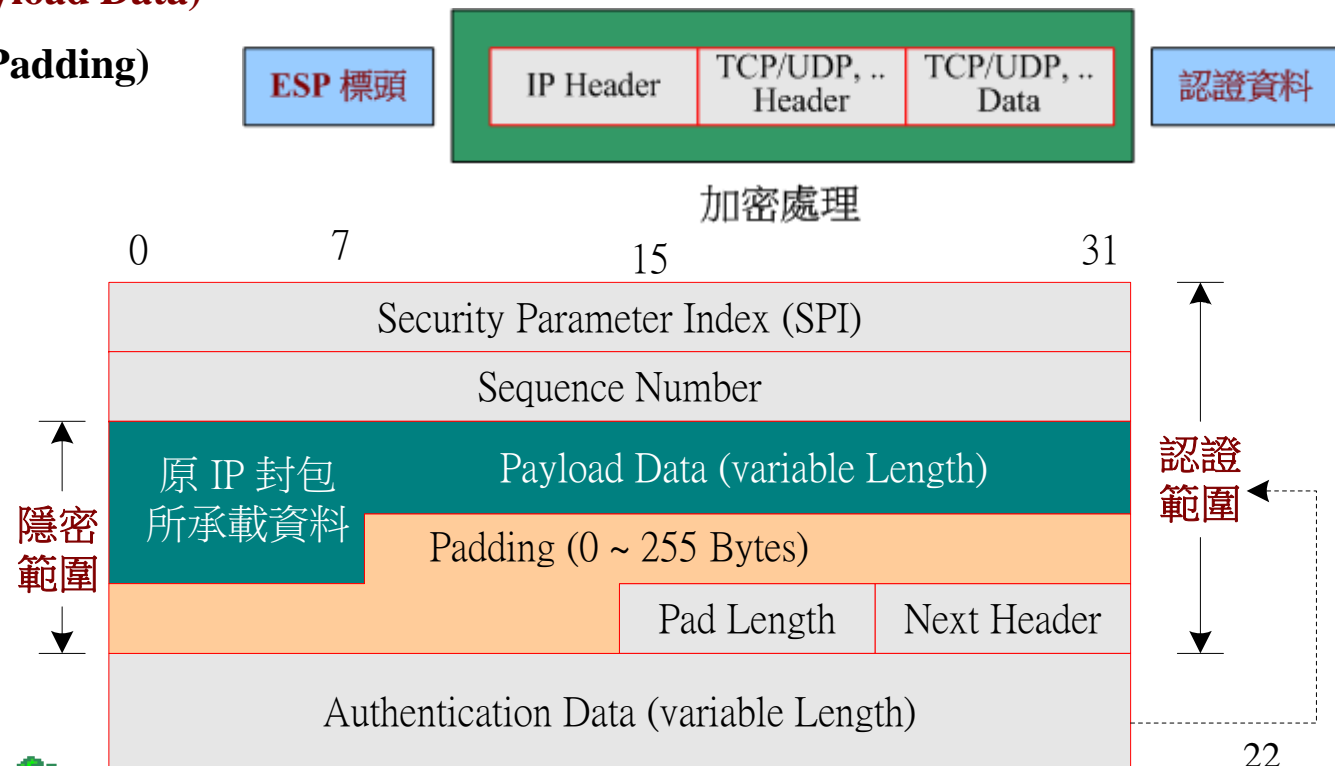 yload Data)
Padding)
ESP 標頭
IP Header
TCP/UDP, ..
Header
TCP/UDP, ..
Data
認證資料
加密處理
0 7 15 31
Security Parameter Index (SPI)
Sequence Number
原 IP 封包
所承載資料
Payload Data (variable Length)
隱密
範圍
認證
範圍
Padding (0 ~ 255 Bytes)
Pad Length
Next Header
Authentication Data (variable Length)
22